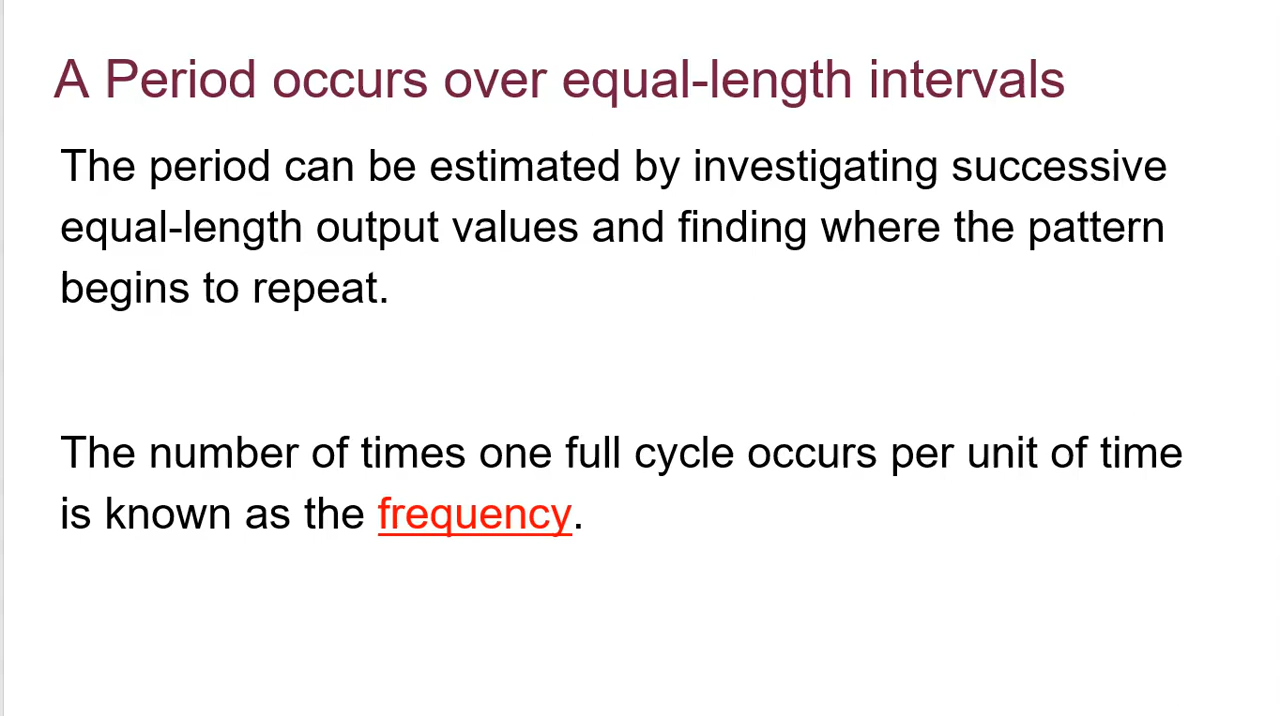 A Period occurs over equal-length intervals
The period can be estimated by investigating successive
equal-length output values and finding where the pattern
begins to repeat.
The number of times one full cycle occurs per unit of time
is known as the frequency.